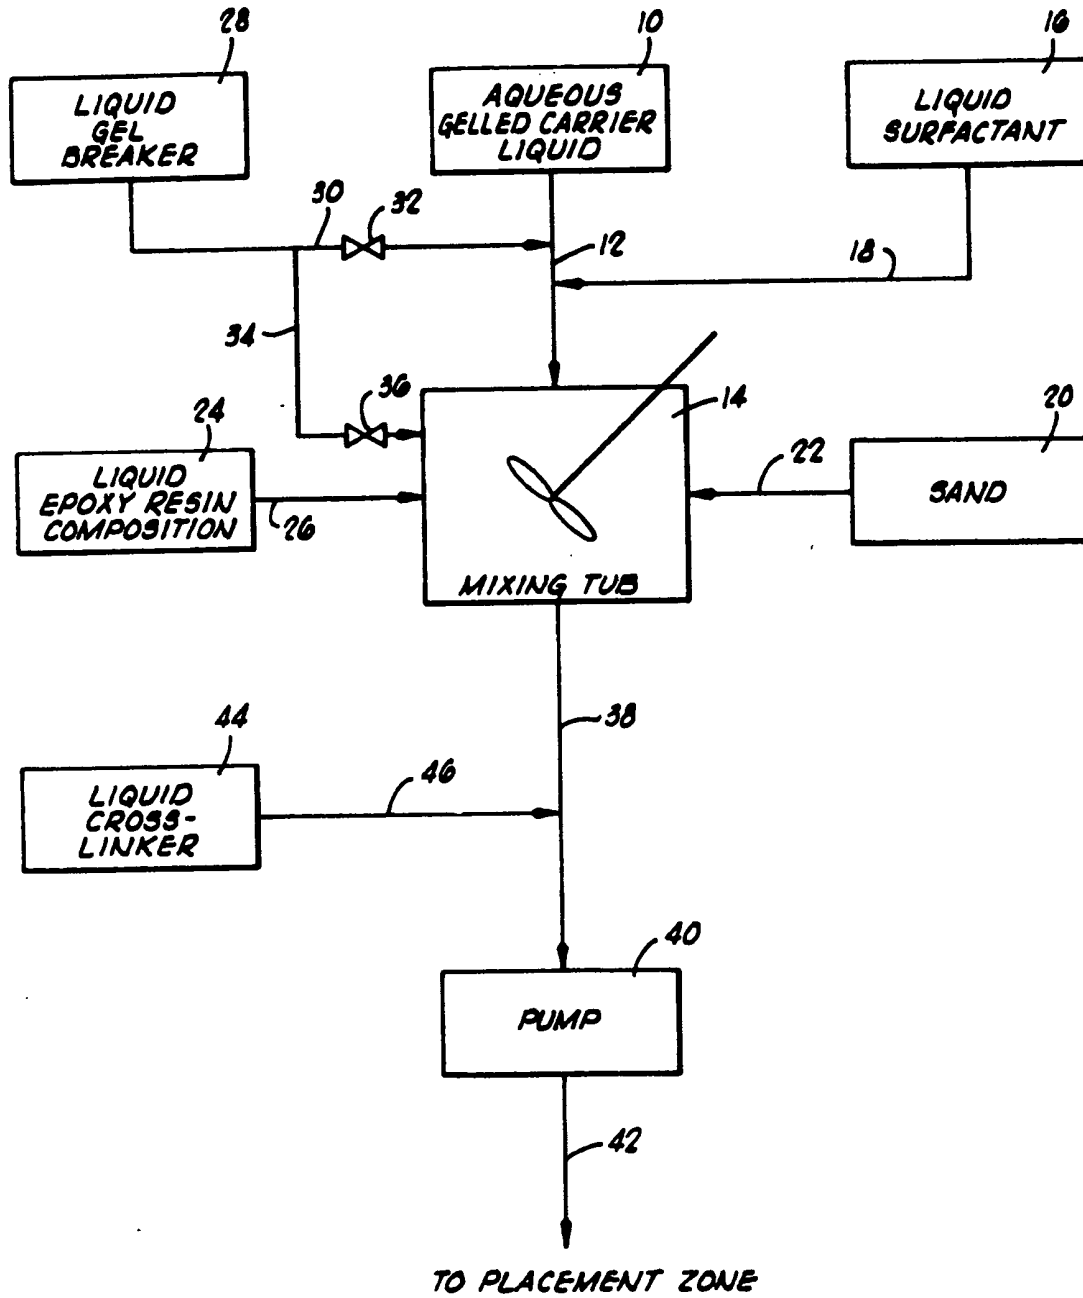 28
10
16
LIQUID
GEL
BREAKER
AQUEOUS
GELLED CARRIER
LIQUID
LIQUID
SURFACTANT
30
32
12
18
34
36
14
24
20
LIQUID
EPOXY RESIN
COMPOSITION
26
22
SAND
MIXING TUB
38
44
46
LIQUID
CROSS-
LINKER
40
PUMP
42
TO PLACEMENT ZONE